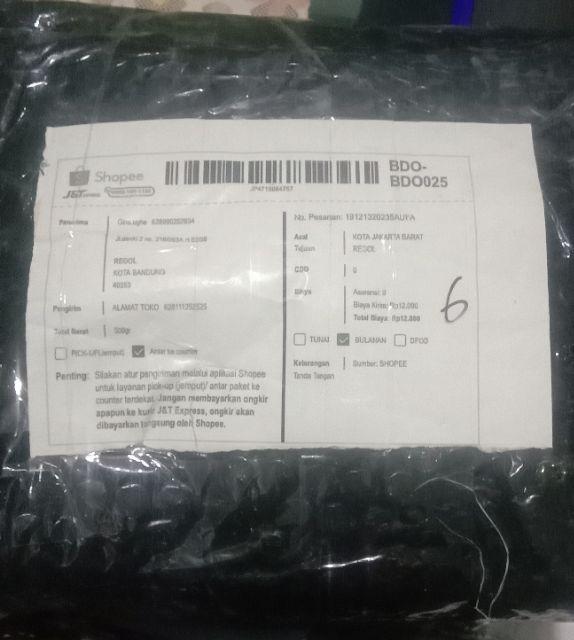 Shopee
J&T EXPRESS
BDO-
BDO025
JP4719084757
Penerima
KOTA BANDUNG
REGOL
Pengirim ALAMAT TOKO 628111252525
Total Berat 500gr
PICK-UP(Jemput) Antar ke counter
Penting: Silakan atur pengiriman melalui aplikasi Shopee
untuk layanan pick-up (jemput)/ antar paket ke
counter terdekat. Jangan membayarkan ongkir
apapun ke kurir J&T Express, ongkir akan
dibayarkan langsung oleh Shopee.
No. Pesanan: 19121320235AUFA
Asal KOTA JAKARTA BARAT
Tujuan REGOL
COD 0
Biaya Asuransi: 0
Biaya Kirim: Rp12,000
Total Biaya: Rp12,000
TUNAI BULANAN DFOD
Keterangan Sumber: SHOPEE
Tanda Tangan
6